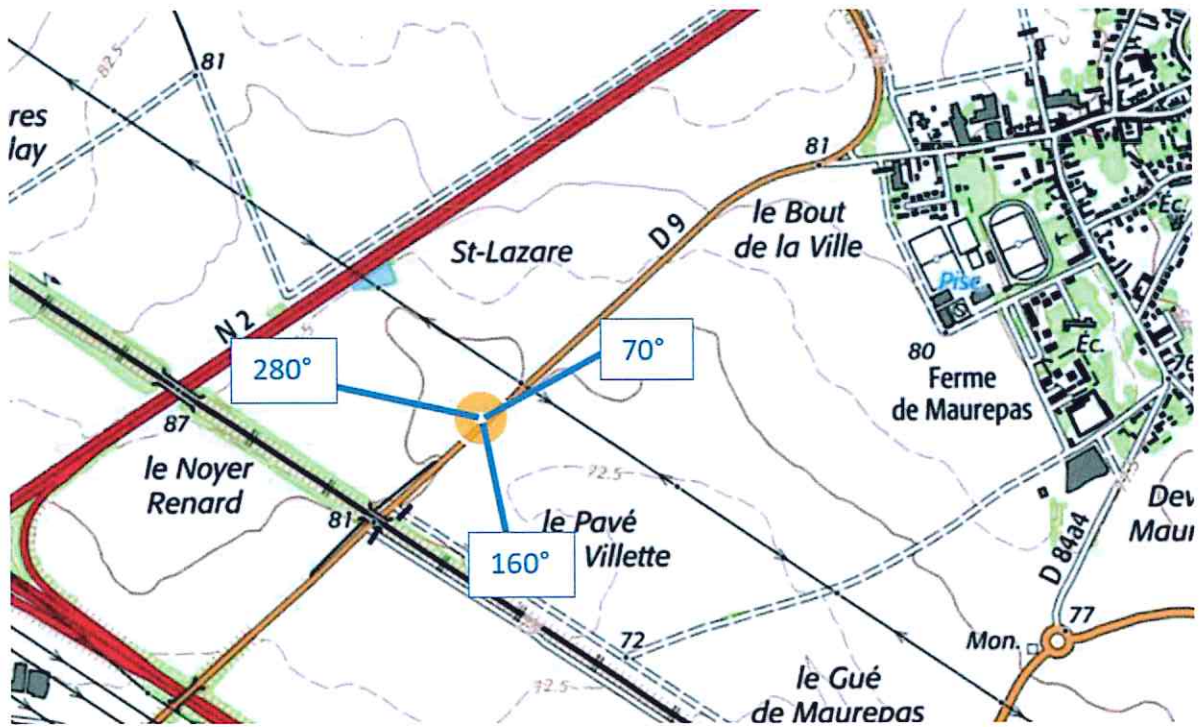 81
82.5
res
lay
81
le Bout
de la Ville
D 9
St-Lazare
Éc.
Pisc.
N 2
280°
70°
80
Ferme
de Maurepas
Éc.
76
87
le Noyer
Renard
72.5
81
le Pavé
Villette
160°
Dev
Maur
D 84a4
77
Mon.
72
72.5
le Gué
de Maurepas